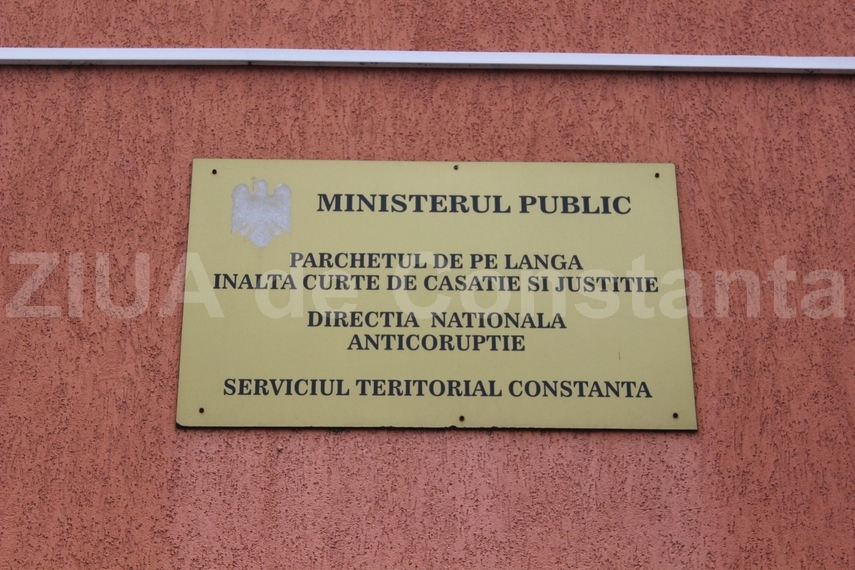 MINISTERUL PUBLIC
PARCHETUL DE PE LANGA
INALTA CURTE DE CASATIE SI JUSTITIE
ZIUA de Constanta
DIRECTIA NATIONALA
ANTICORUPTIE
SERVICIUL TERITORIAL CONSTANTA